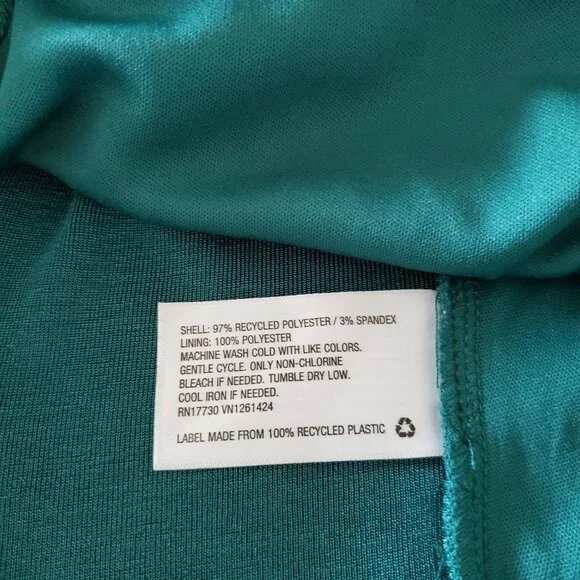 SHELL: 97% RECYCLED POLYESTER / 3% SPANDEX
LINING: 100% POLYESTER
MACHINE WASH COLD WITH LIKE COLORS.
GENTLE CYCLE. ONLY NON-CHLORINE
BLEACH IF NEEDED. TUMBLE DRY LOW.
COOL IRON IF NEEDED.
RN17730 VN1261424
LABEL MADE FROM 100% RECYCLED PLASTIC